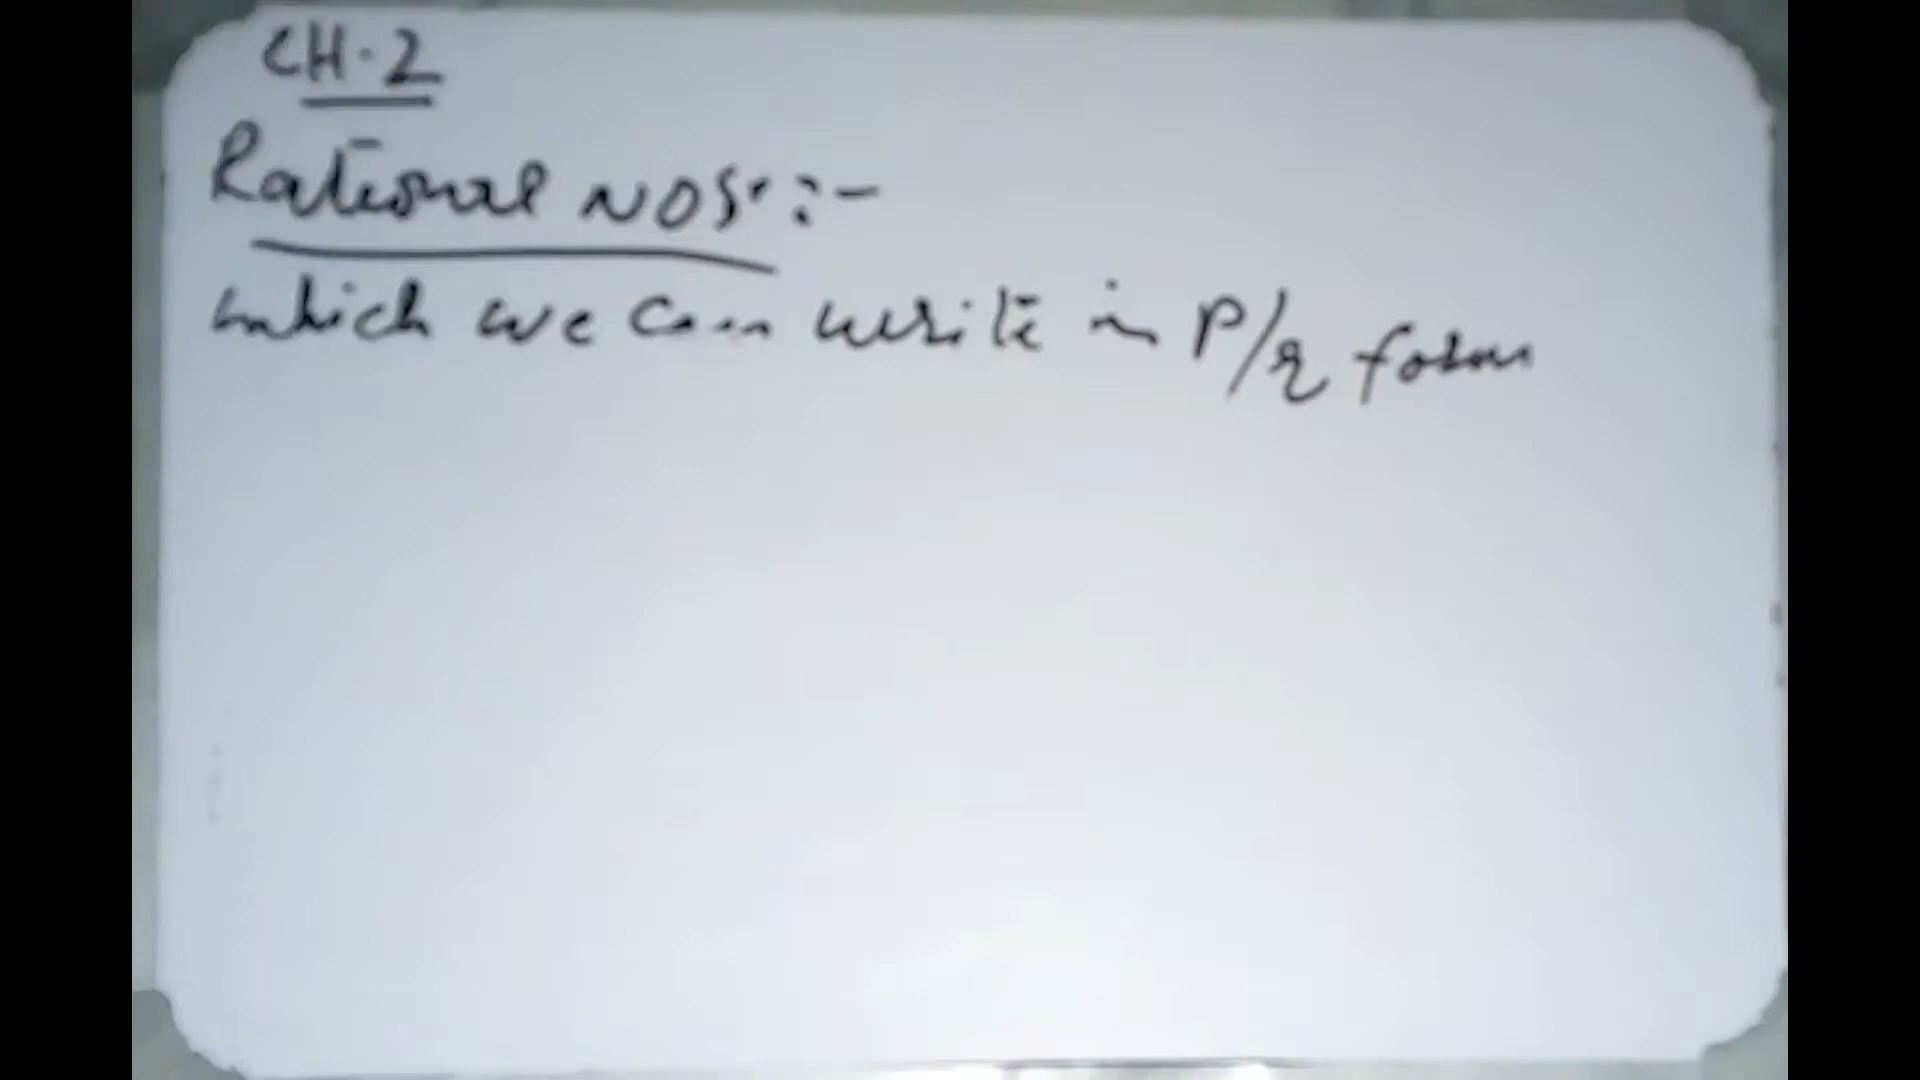 CH.2
Rational NOS. :-
which we can write in P/q form